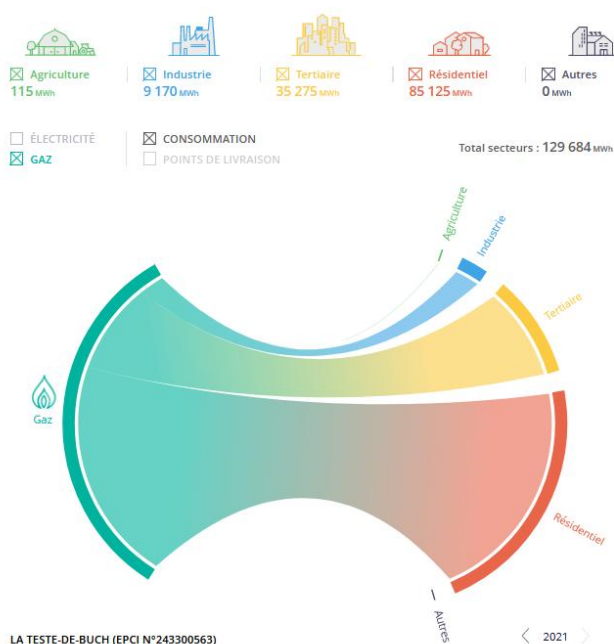 Agriculture
115 MWh
Industrie
9 170 MWh
Tertiaire
35 275 MWh
Résidentiel
85 125 MWh
Autres
0 MWh
ÉLECTRICITÉ
GAZ
CONSOMMATION
POINTS DE LIVRAISON
Total secteurs : 129 684 MWh
Agriculture
Industrie
Tertiaire
Gaz
Résidentiel
Autres
LA TESTE-DE-BUCH (EPCI N°243300563)
2021